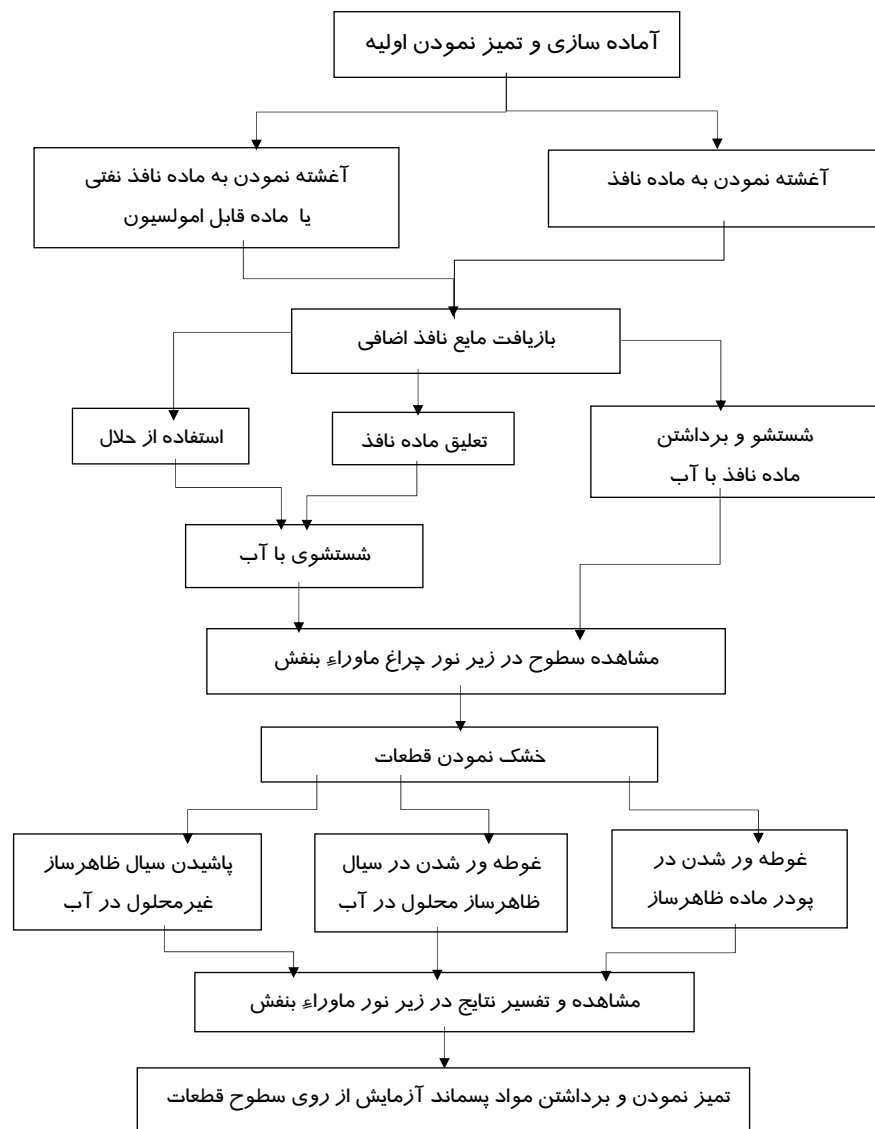 آماده سازی و تمیز نمودن اولیه
آغشته نمودن به ماده نافذ
آغشته نمودن به ماده نافذ نفتی
یا ماده قابل امولسیون
بازیافت مایع نافذ اضافی
شستشو و برداشتن
ماده نافذ با آب
تعلیق ماده نافذ
استفاده از حلال
شستشوی با آب
مشاهده سطوح در زیر نور چراغ ماوراءِ بنفش
خشک نمودن قطعات
غوطه ور شدن در
پودر ماده ظاهرساز
غوطه ور شدن در سیال
ظاهرساز محلول در آب
پاشیدن سیال ظاهرساز
غیرمحلول در آب
مشاهده و تفسیر نتایج در زیر نور ماوراءِ بنفش
تمیز نمودن و برداشتن مواد پسماند آزمایش از روی سطوح قطعات